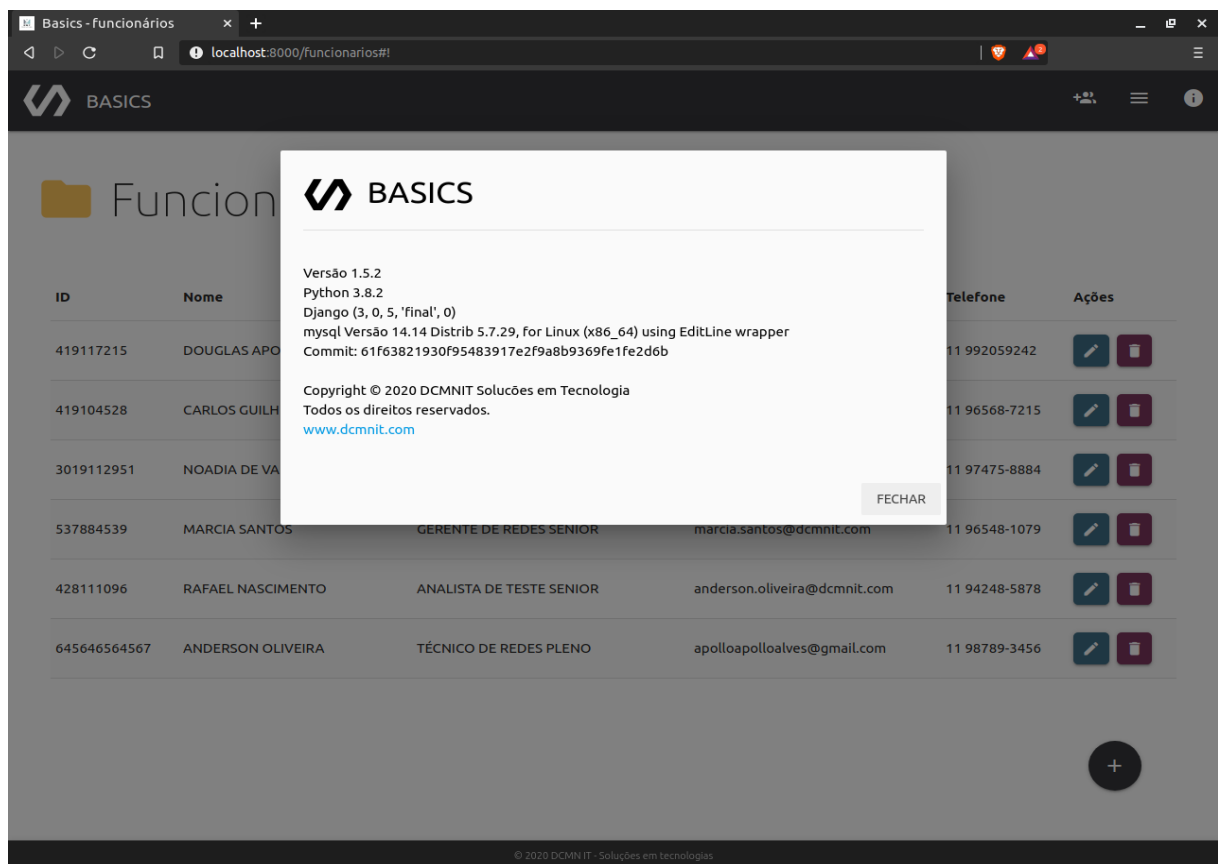 Basics - funcionários
localhost:8000/funcionarios#!
2
BASICS
Funcion
BASICS
Versão 1.5.2
Python 3.8.2
Django (3, 0, 5, 'final', 0)
mysql Versão 14.14 Distrib 5.7.29, for Linux (x86_64) using EditLine wrapper
Commit: 61f63821930f95483917e2f9a8b9369fe1fe2d6b
Copyright © 2020 DCMNIT Solucões em Tecnologia
Todos os direitos reservados.
www.dcmnit.com
FECHAR
ID Nome Telefone Ações
419117215 DOUGLAS APO 11 992059242
419104528 CARLOS GUILH 11 96568-7215
3019112951 NOADIA DE VA 11 97475-8884
537884539 MARCIA SANTOS GERENTE DE REDES SENIOR marcia.santos@dcmnit.com 11 96548-1079
428111096 RAFAEL NASCIMENTO ANALISTA DE TESTE SENIOR anderson.oliveira@dcmnit.com 11 94248-5878
645646564567 ANDERSON OLIVEIRA TÉCNICO DE REDES PLENO apolloapolloalves@gmail.com 11 98789-3456
© 2020 DCMN IT - Soluções em tecnologias